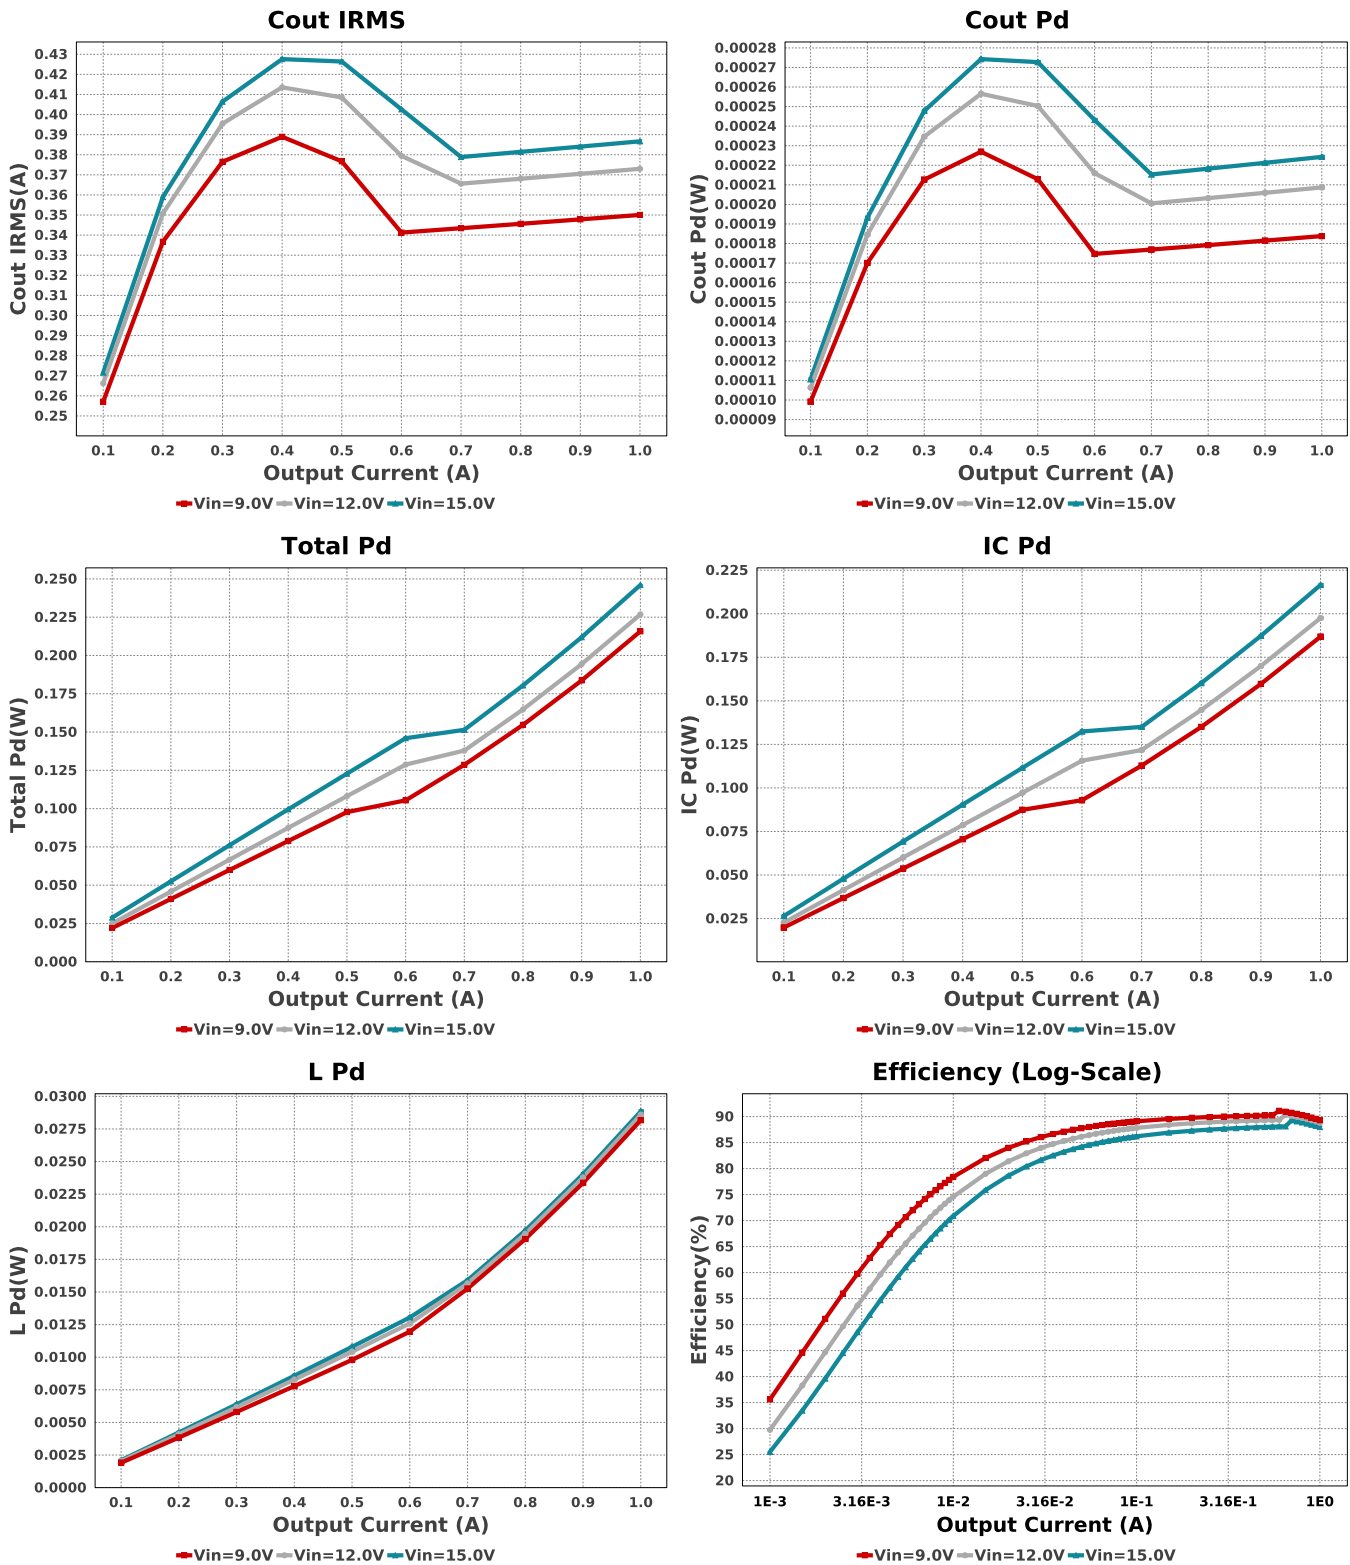 Cout IRMS
Cout IRMS(A)
0.43
0.42
0.41
0.40
0.39
0.38
0.37
0.36
0.35
0.34
0.33
0.32
0.31
0.30
0.29
0.28
0.27
0.26
0.25
0.1 0.2 0.3 0.4 0.5 0.6 0.7 0.8 0.9 1.0
Output Current (A)
Vin=9.0V Vin=12.0V Vin=15.0V
Cout Pd
Cout Pd(W)
0.00028
0.00027
0.00026
0.00025
0.00024
0.00023
0.00022
0.00021
0.00020
0.00019
0.00018
0.00017
0.00016
0.00015
0.00014
0.00013
0.00012
0.00011
0.00010
0.00009
0.1 0.2 0.3 0.4 0.5 0.6 0.7 0.8 0.9 1.0
Output Current (A)
Vin=9.0V Vin=12.0V Vin=15.0V
Total Pd
Total Pd(W)
0.250
0.225
0.200
0.175
0.150
0.125
0.100
0.075
0.050
0.025
0.000
0.1 0.2 0.3 0.4 0.5 0.6 0.7 0.8 0.9 1.0
Output Current (A)
Vin=9.0V Vin=12.0V Vin=15.0V
IC Pd
IC Pd(W)
0.225
0.200
0.175
0.150
0.125
0.100
0.075
0.050
0.025
0.1 0.2 0.3 0.4 0.5 0.6 0.7 0.8 0.9 1.0
Output Current (A)
Vin=9.0V Vin=12.0V Vin=15.0V
L Pd
L Pd(W)
0.0300
0.0275
0.0250
0.0225
0.0200
0.0175
0.0150
0.0125
0.0100
0.0075
0.0050
0.0025
0.0000
0.1 0.2 0.3 0.4 0.5 0.6 0.7 0.8 0.9 1.0
Output Current (A)
Vin=9.0V Vin=12.0V Vin=15.0V
Efficiency (Log-Scale)
Efficiency(%)
90
85
80
75
70
65
60
55
50
45
40
35
30
25
20
1E-3 3.16E-3 1E-2 3.16E-2 1E-1 3.16E-1 1E0
Output Current (A)
Vin=9.0V Vin=12.0V Vin=15.0V